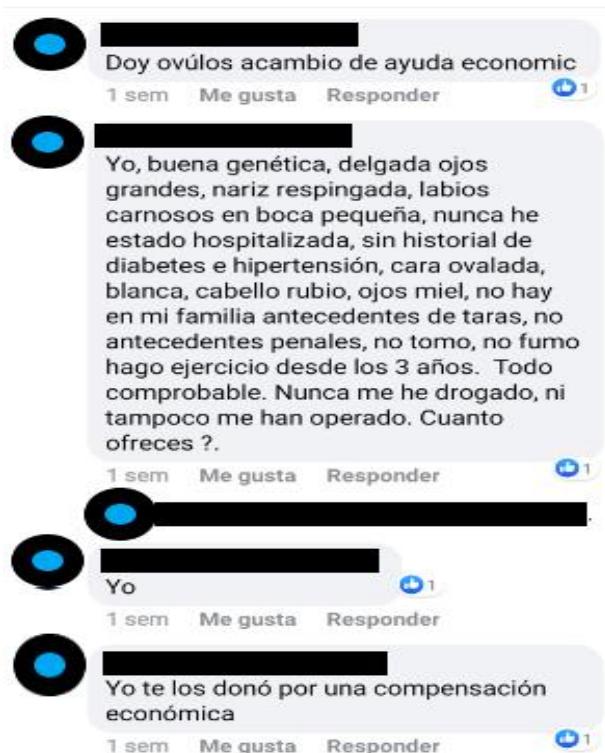 Doy ovúlos acambio de ayuda economic
1 sem Me gusta Responder 1
Yo, buena genética, delgada ojos
grandes, nariz respingada, labios
carnosos en boca pequeña, nunca he
estado hospitalizada, sin historial de
diabetes e hipertensión, cara ovalada,
blanca, cabello rubio, ojos miel, no hay
en mi familia antecedentes de taras, no
antecedentes penales, no tomo, no fumo
hago ejercicio desde los 3 años. Todo
comprobable. Nunca me he drogado, ni
tampoco me han operado. Cuanto
ofreces ?.
1 sem Me gusta Responder 1
.
Yo 1
1 sem Me gusta Responder
Yo te los donó por una compensación
económica
1 sem Me gusta Responder 1